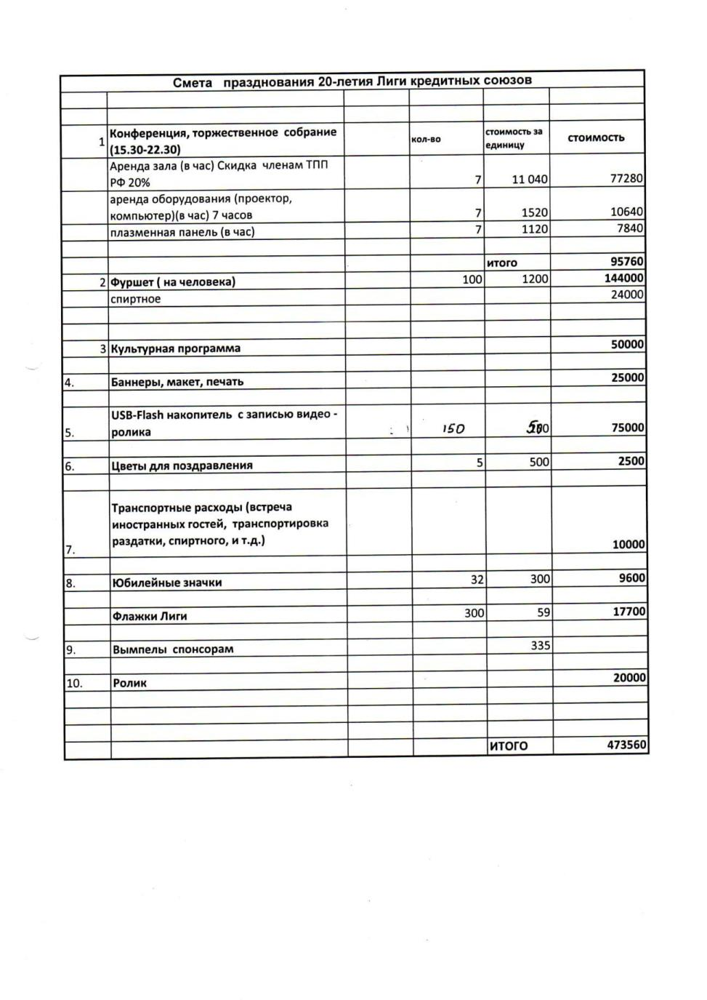 Смета празднования 20-летия Лиги кредитных союзов
1 Конференция, торжественное собрание (15.30-22.30) кол-во стоимость за единицу стоимость
Аренда зала (в час) Скидка членам ТПП РФ 20% 7 11 040 77280
аренда оборудования (проектор, компьютер)(в час) 7 часов 7 1520 10640
плазменная панель (в час) 7 1120 7840
итого 95760
2 Фуршет ( на человека) 100 1200 144000
спиртное 24000
3 Культурная программа 50000
4. Баннеры, макет, печать 25000
5. USB-Flash накопитель с записью видео - ролика 150 500 75000
6. Цветы для поздравления 5 500 2500
7. Транспортные расходы (встреча иностранных гостей, транспортировка раздатки, спиртного, и т.д.) 10000
8. Юбилейные значки 32 300 9600
Флажки Лиги 300 59 17700
9. Вымпелы спонсорам 335
10. Ролик 20000
ИТОГО 473560